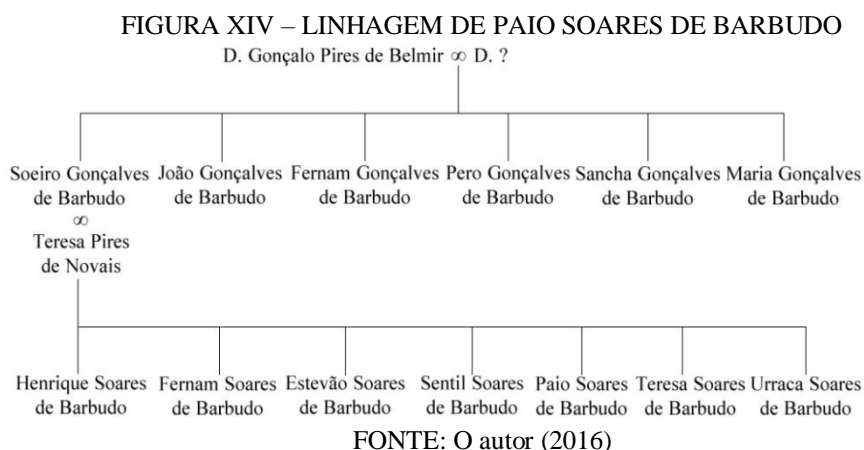 FIGURA XIV – LINHAGEM DE PAIO SOARES DE BARBUDO
D. Gonçalo Pires de Belmir ∞ D. ?
Soeiro Gonçalves João Gonçalves Fernam Gonçalves Pero Gonçalves Sancha Gonçalves Maria Gonçalves
de Barbudo de Barbudo de Barbudo de Barbudo de Barbudo de Barbudo
∞
Teresa Pires
de Novais
Henrique Soares Fernam Soares Estevão Soares Sentil Soares Paio Soares Teresa Soares Urraca Soares
de Barbudo de Barbudo de Barbudo de Barbudo de Barbudo de Barbudo de Barbudo
FONTE: O autor (2016)